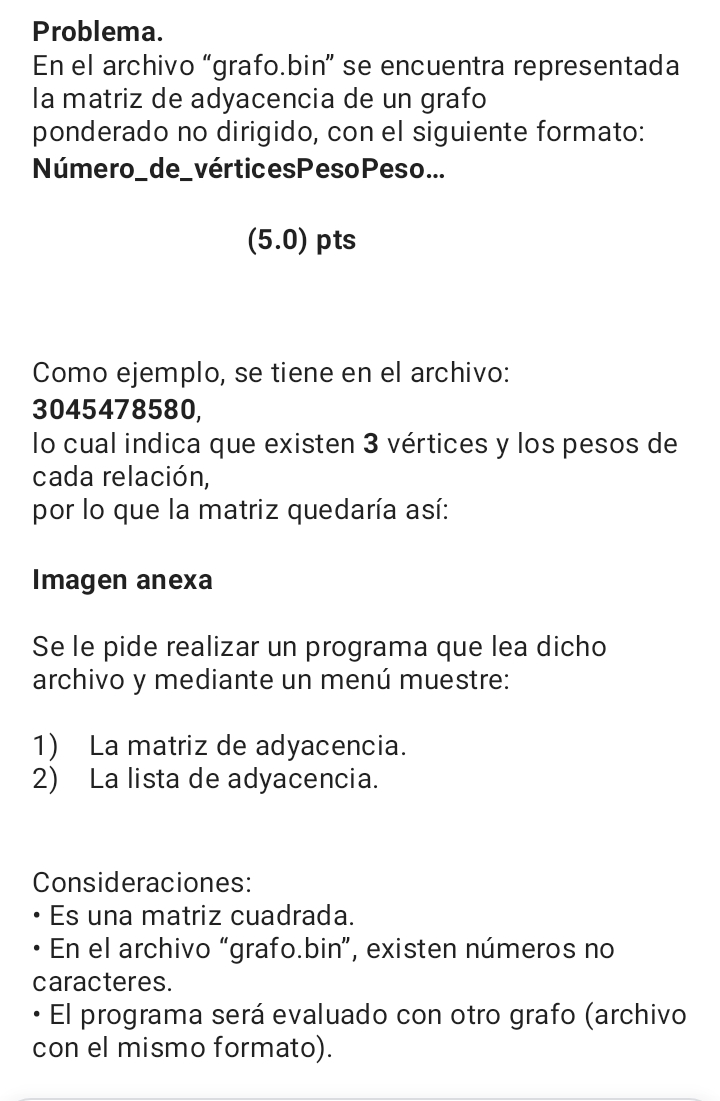 Problema.
En el archivo “grafo.bin” se encuentra representada
la matriz de adyacencia de un grafo
ponderado no dirigido, con el siguiente formato:
Número_de_vérticesPesoPeso...
(5.0) pts
Como ejemplo, se tiene en el archivo:
3045478580,
lo cual indica que existen 3 vértices y los pesos de
cada relación,
por lo que la matriz quedaría así:
Imagen anexa
Se le pide realizar un programa que lea dicho
archivo y mediante un menú muestre:
1) La matriz de adyacencia.
2) La lista de adyacencia.
Consideraciones:
• Es una matriz cuadrada.
• En el archivo “grafo.bin”, existen números no
caracteres.
• El programa será evaluado con otro grafo (archivo
con el mismo formato).